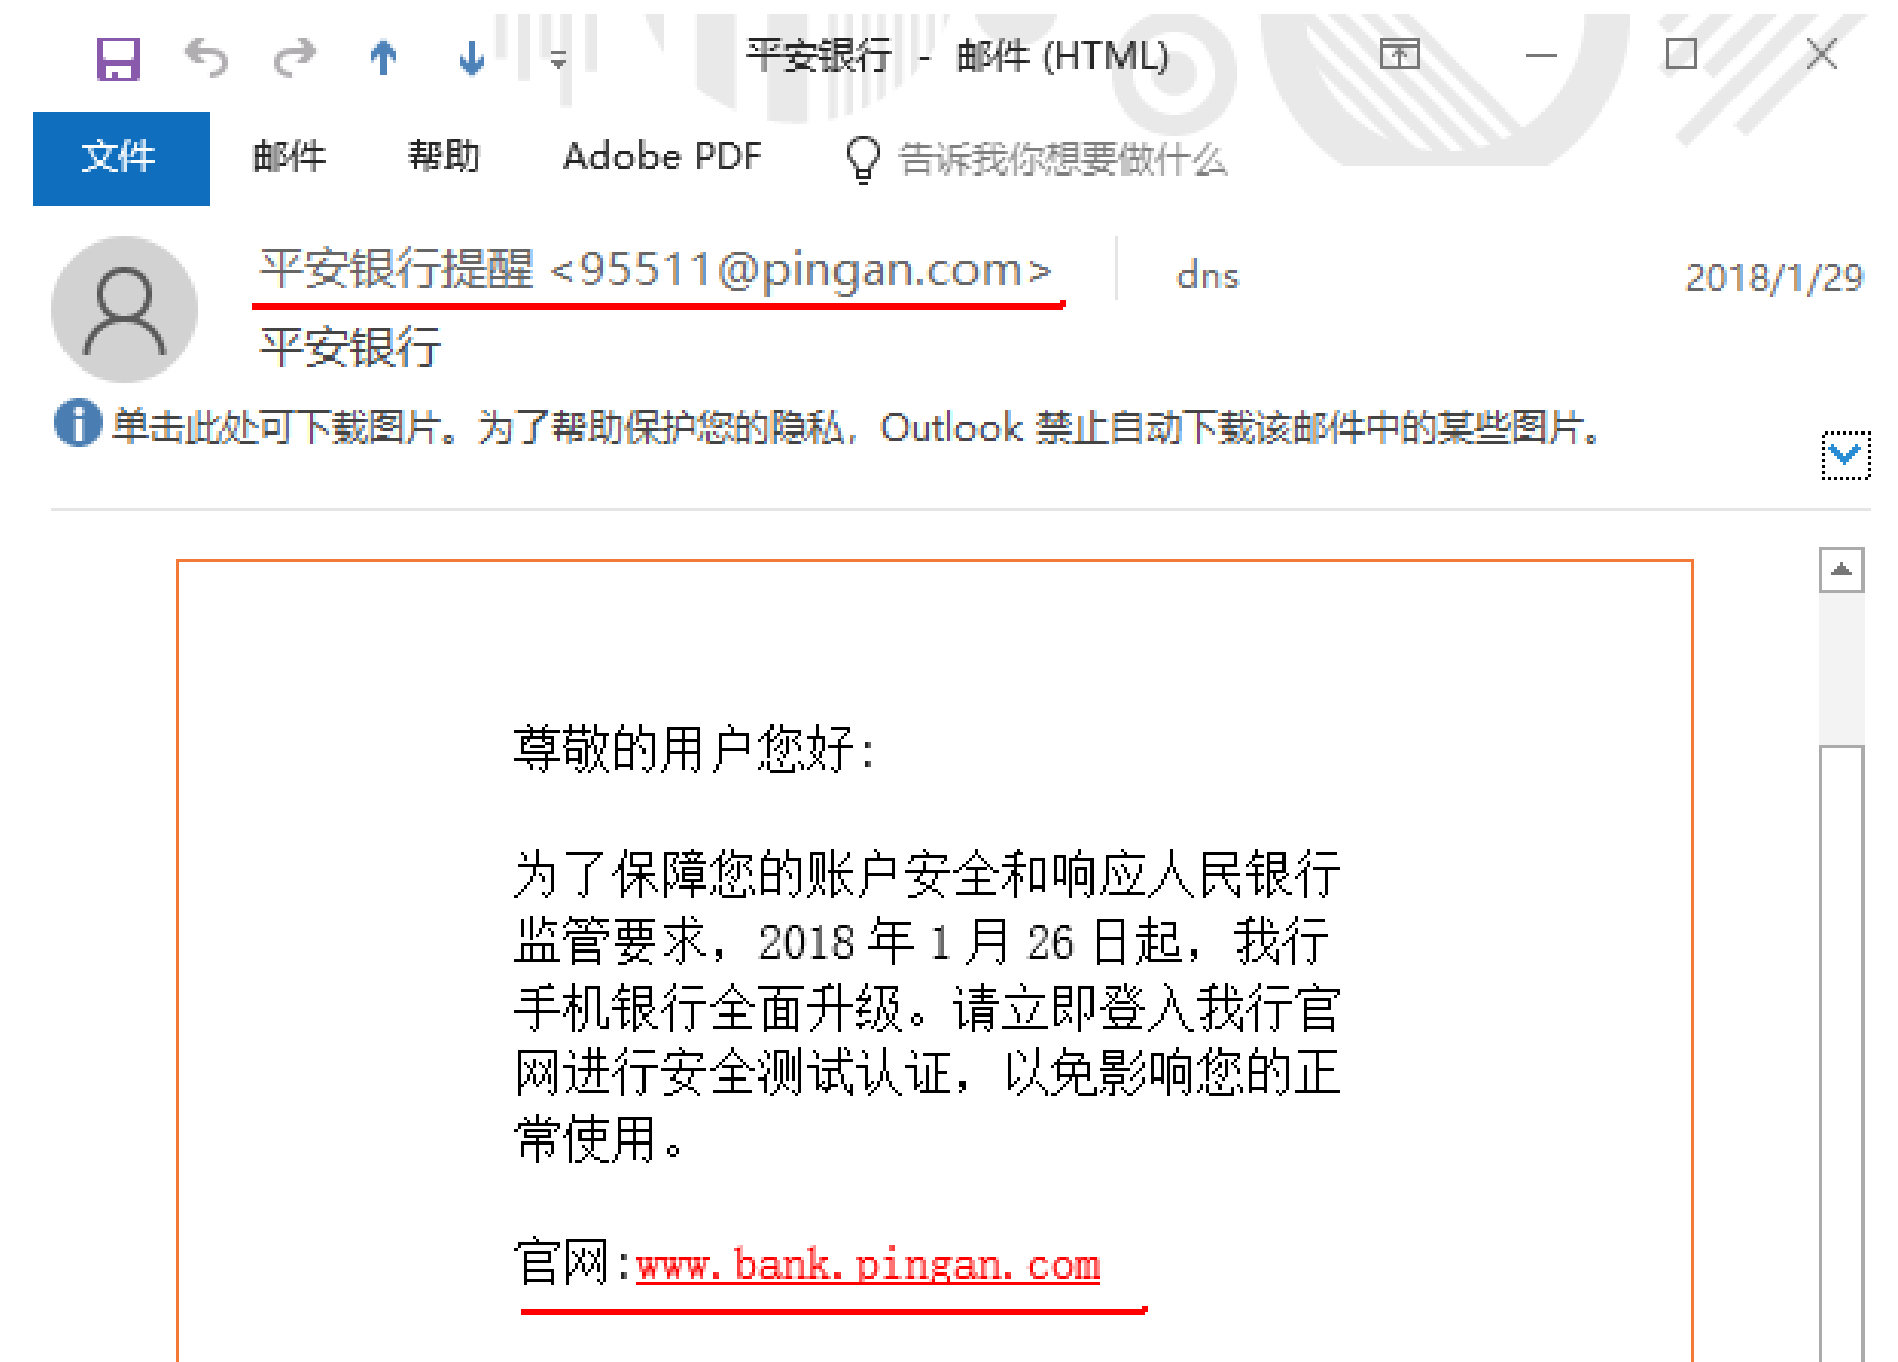 平安银行 - 邮件 (HTML)
文件 邮件 帮助 Adobe PDF 告诉我你想要做什么
平安银行提醒 <95511@pingan.com> dns 2018/1/29
平安银行
单击此处可下载图片。为了帮助保护您的隐私，Outlook 禁止自动下载该邮件中的某些图片。
尊敬的用户您好:
为了保障您的账户安全和响应人民银行
监管要求，2018 年 1 月 26 日起，我行
手机银行全面升级。请立即登入我行官
网进行安全测试认证，以免影响您的正
常使用。
官网:www.bank.pingan.com